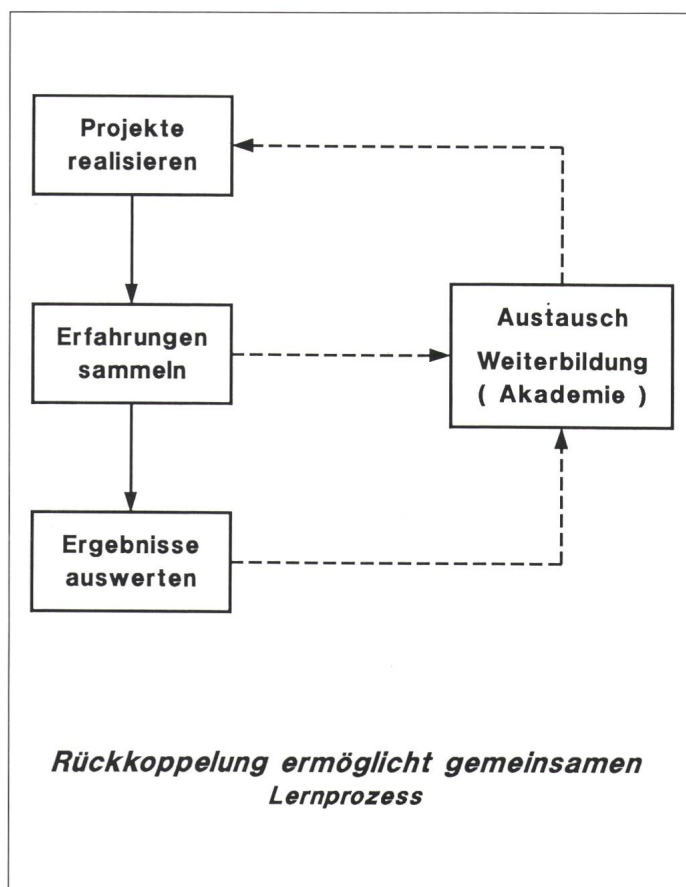 Projekte
realisieren
Erfahrungen
sammeln
Austausch
Weiterbildung
( Akademie )
Ergebnisse
auswerten
Rückkoppelung ermöglicht gemeinsamen
Lernprozess